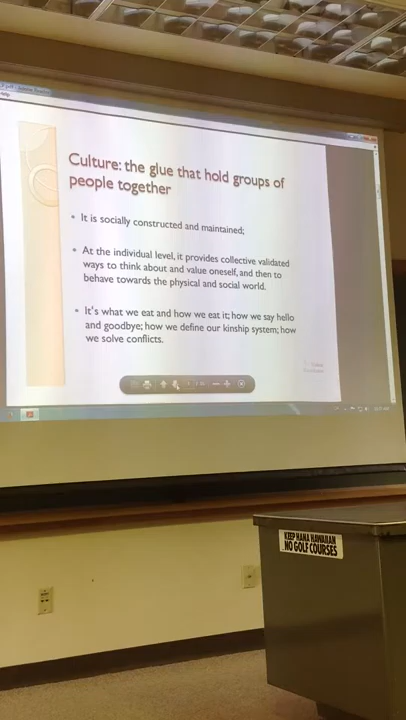 Culture: the glue that hold groups of
people together
• It is socially constructed and maintained;
• At the individual level, it provides collective validated
ways to think about and value oneself, and then to
behave towards the physical and social world.
• It's what we eat and how we eat it; how we say hello
and goodbye; how we define our kinship system; how
we solve conflicts.
KEEP HANA HAWAIIAN
NO GOLF COURSES